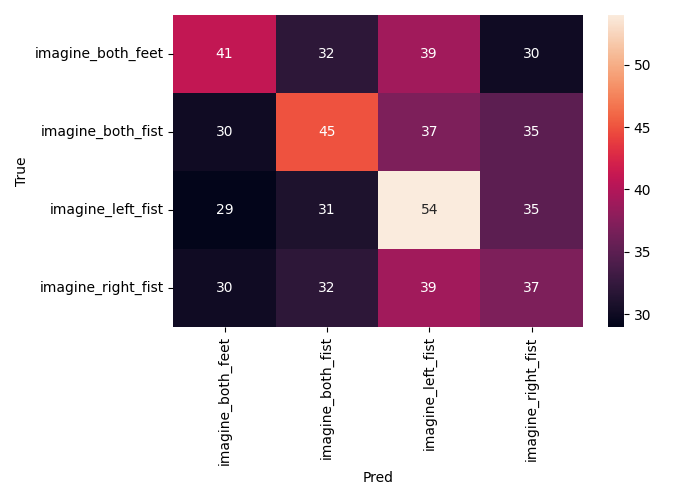 imagine_both_feet 41 32 39 30
imagine_both_fist 30 45 37 35
imagine_left_fist 29 31 54 35
imagine_right_fist 30 32 39 37
True
imagine_both_feet imagine_both_fist imagine_left_fist imagine_right_fist
Pred
50
45
40
35
30